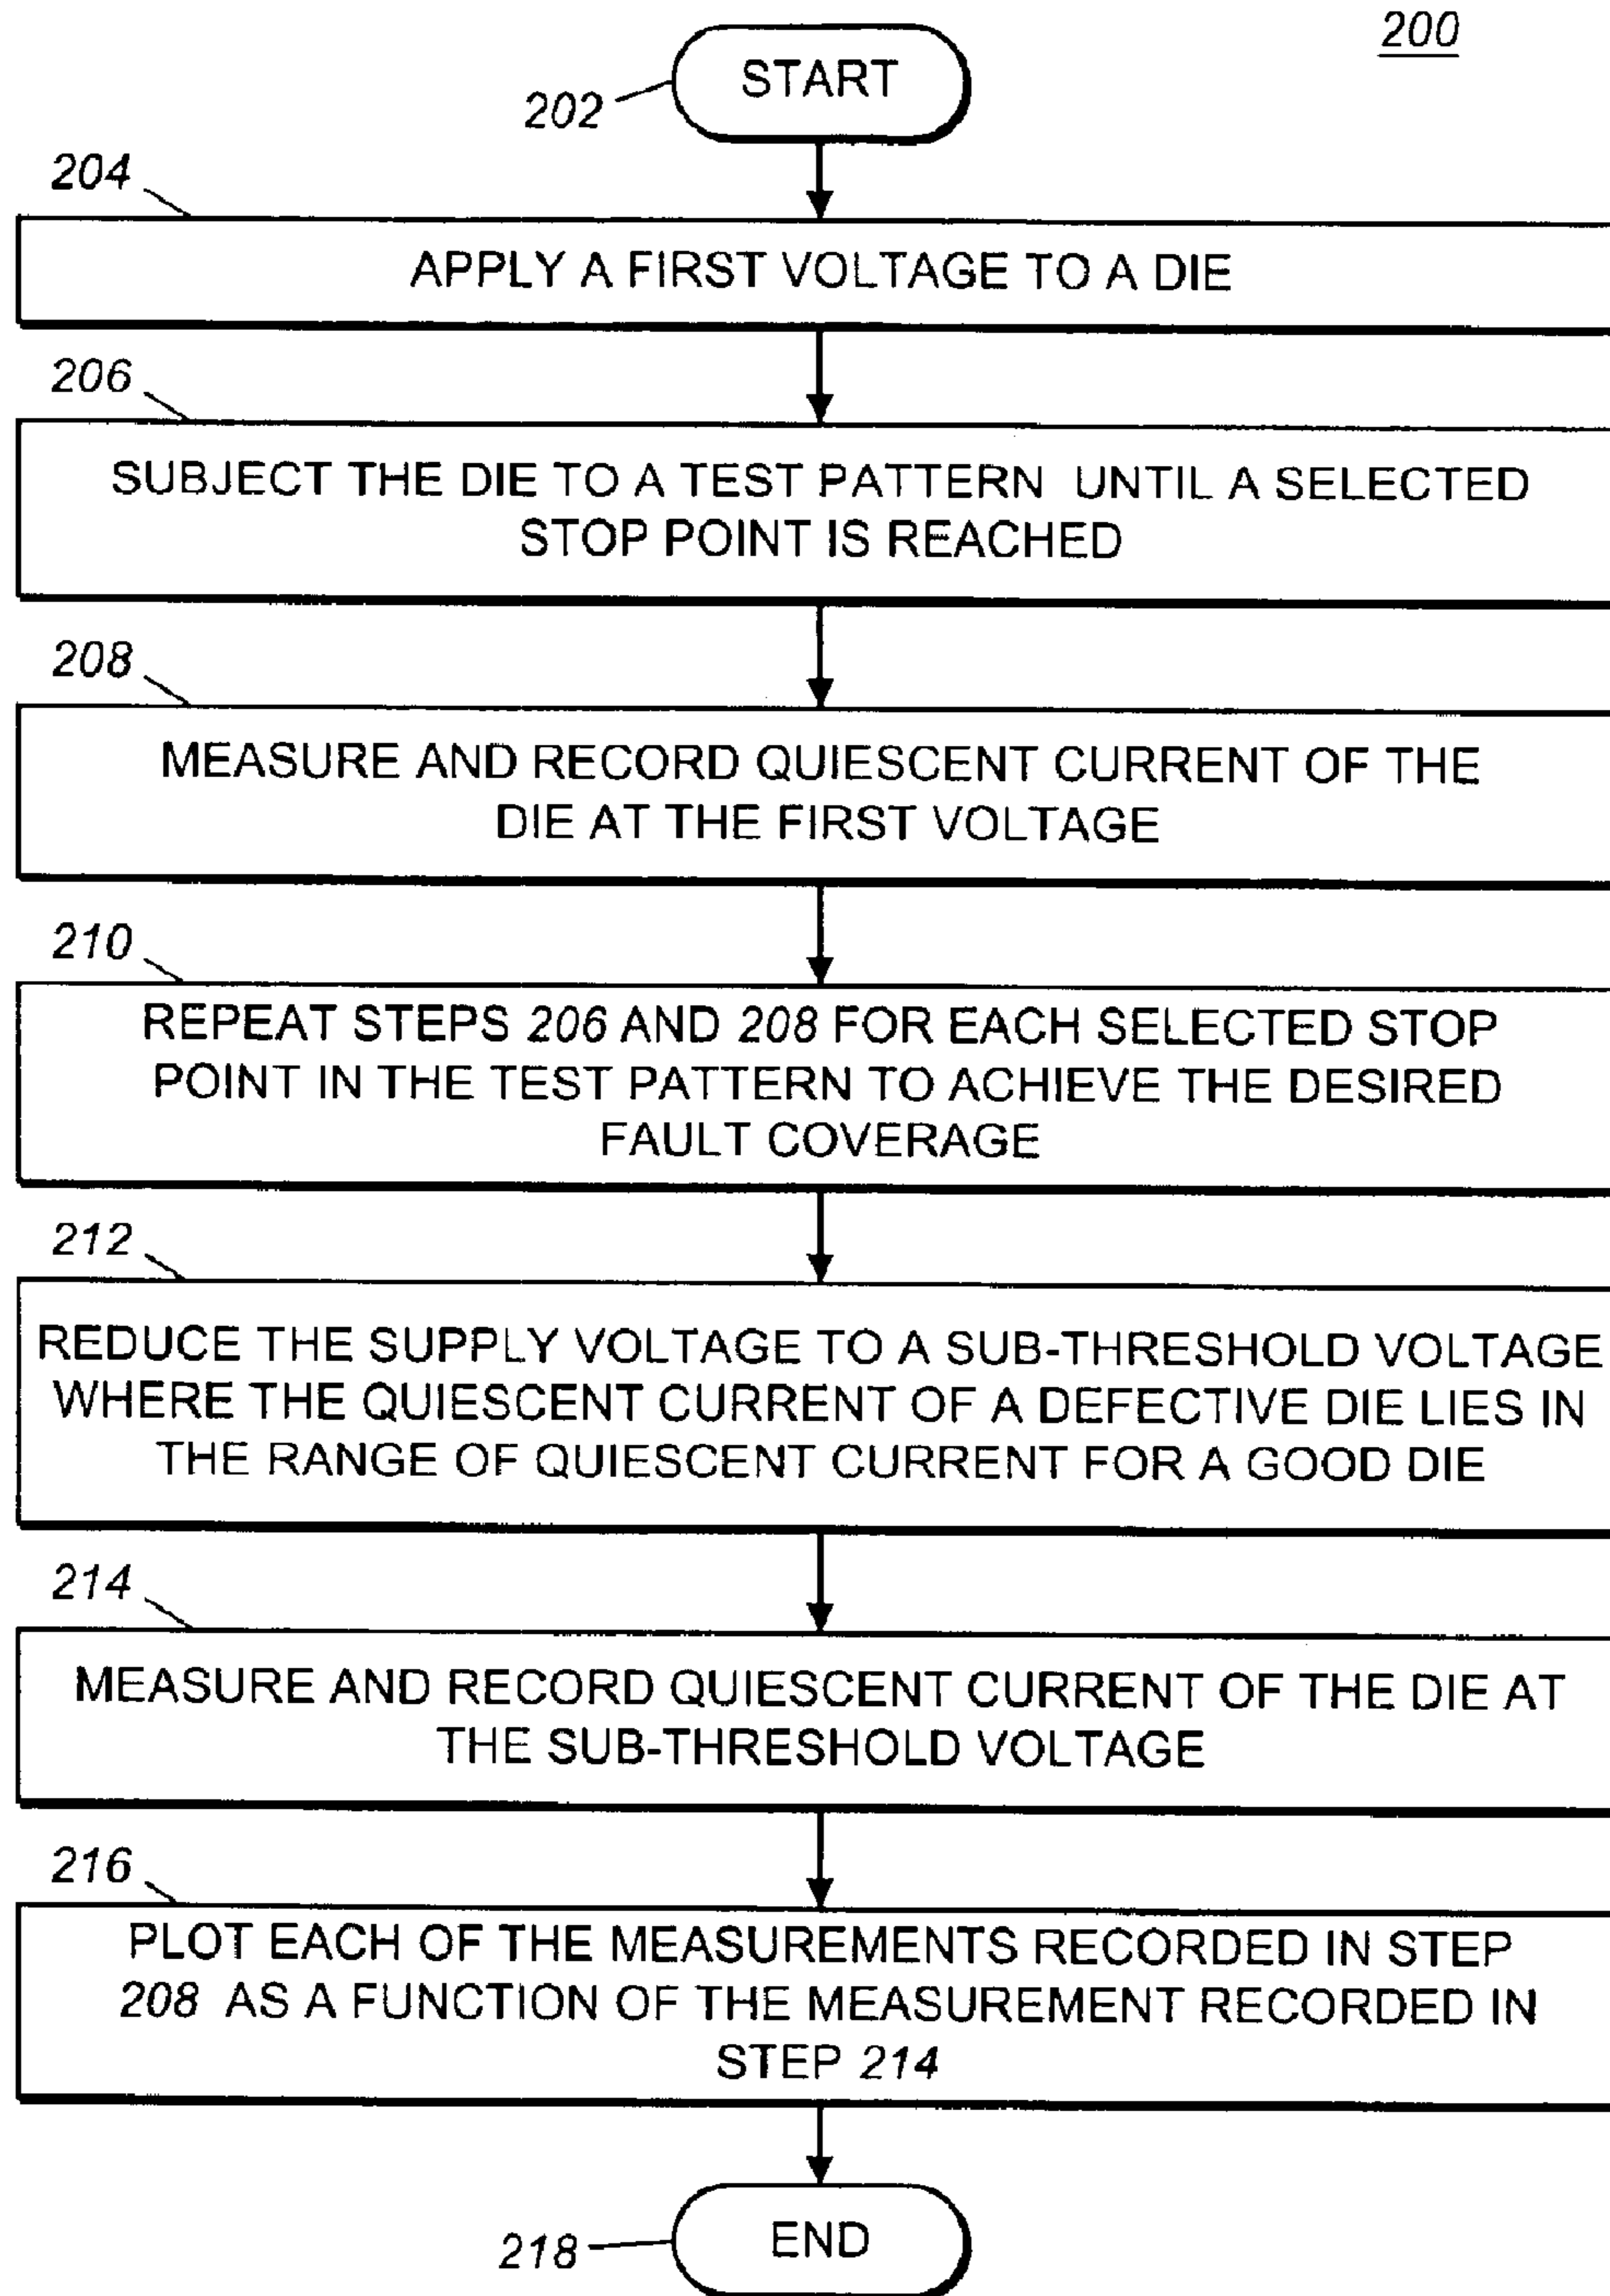 200
START
202
204
APPLY A FIRST VOLTAGE TO A DIE
206
SUBJECT THE DIE TO A TEST PATTERN UNTIL A SELECTED
STOP POINT IS REACHED
208
MEASURE AND RECORD QUIESCENT CURRENT OF THE
DIE AT THE FIRST VOLTAGE
210
REPEAT STEPS 206 AND 208 FOR EACH SELECTED STOP
POINT IN THE TEST PATTERN TO ACHIEVE THE DESIRED
FAULT COVERAGE
212
REDUCE THE SUPPLY VOLTAGE TO A SUB-THRESHOLD VOLTAGE
WHERE THE QUIESCENT CURRENT OF A DEFECTIVE DIE LIES IN
THE RANGE OF QUIESCENT CURRENT FOR A GOOD DIE
214
MEASURE AND RECORD QUIESCENT CURRENT OF THE DIE AT
THE SUB-THRESHOLD VOLTAGE
216
PLOT EACH OF THE MEASUREMENTS RECORDED IN STEP
208 AS A FUNCTION OF THE MEASUREMENT RECORDED IN
STEP 214
END
218